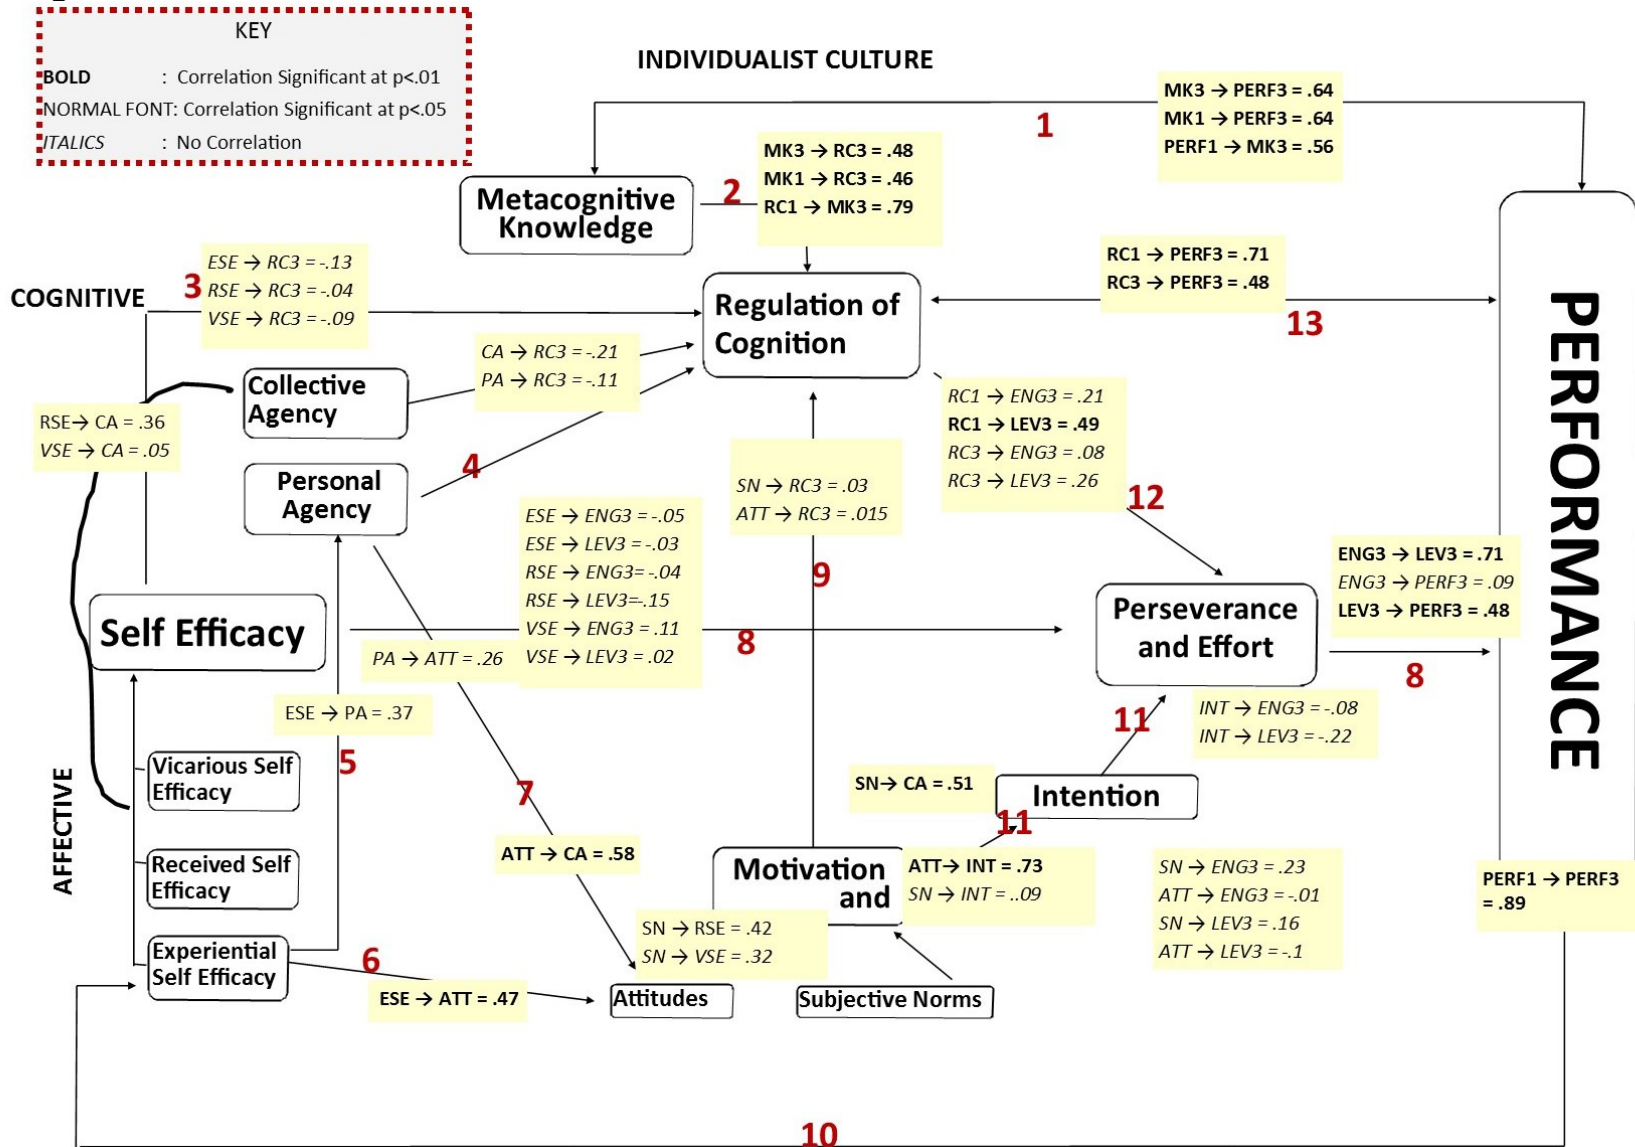 KEY
BOLD : Correlation Significant at p<.01
NORMAL FONT: Correlation Significant at p<.05
ITALICS : No Correlation
INDIVIDUALIST CULTURE
1
MK3 → PERF3 = .64
MK1 → PERF3 = .64
PERF1 → MK3 = .56
Metacognitive
Knowledge
2
MK3 → RC3 = .48
MK1 → RC3 = .46
RC1 → MK3 = .79
COGNITIVE
3
ESE → RC3 = -.13
RSE → RC3 = -.04
VSE → RC3 = -.09
Regulation of
Cognition
RC1 → PERF3 = .71
RC3 → PERF3 = .48
13
PERFORMANCE
CA → RC3 = -.21
PA → RC3 = -.11
Collective
Agency
RSE→ CA = .36
VSE → CA = .05
Personal
Agency
4
RC1 → ENG3 = .21
RC1 → LEV3 = .49
RC3 → ENG3 = .08
RC3 → LEV3 = .26
12
SN → RC3 = .03
ATT → RC3 = .015
9
ESE → ENG3 = -.05
ESE → LEV3 = -.03
RSE → ENG3= -.04
RSE → LEV3=-.15
VSE → ENG3 = .11
VSE → LEV3 = .02
8
Self Efficacy
PA → ATT = .26
Perseverance
and Effort
ENG3 → LEV3 = .71
ENG3 → PERF3 = .09
LEV3 → PERF3 = .48
8
ESE → PA = .37
5
INT → ENG3 = -.08
INT → LEV3 = -.22
11
AFFECTIVE
Vicarious Self
Efficacy
7
SN→ CA = .51
Intention
11
Received Self
Efficacy
ATT → CA = .58
Motivation
and
ATT→ INT = .73
SN → INT = ..09
SN → ENG3 = .23
ATT → ENG3 = -.01
SN → LEV3 = .16
ATT → LEV3 = -.1
PERF1 → PERF3
= .89
SN → RSE = .42
SN → VSE = .32
Experiential
Self Efficacy
6
ESE → ATT = .47
Attitudes
Subjective Norms
10